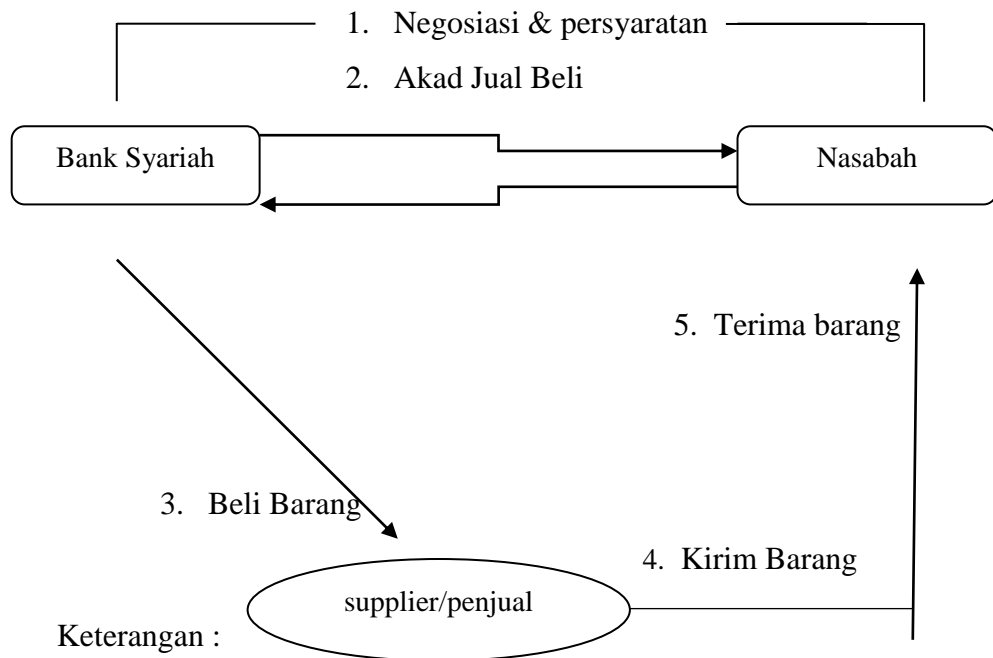 1. Negosiasi & persyaratan
2. Akad Jual Beli
Bank Syariah
Nasabah
5. Terima barang
3. Beli Barang
4. Kirim Barang
supplier/penjual
Keterangan :